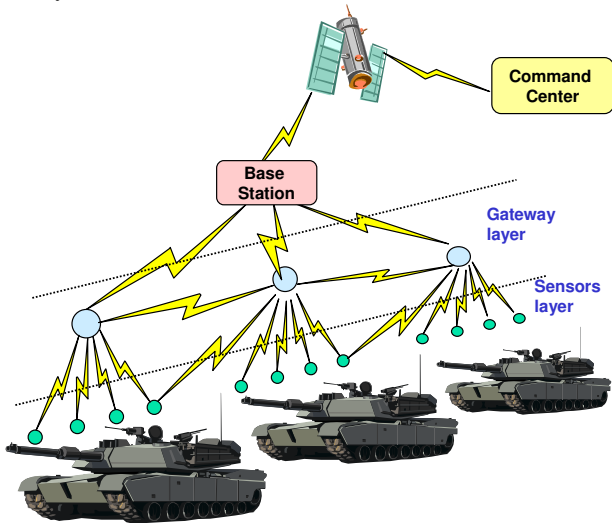 Command
Center
Base
Station
Gateway
layer
Sensors
layer